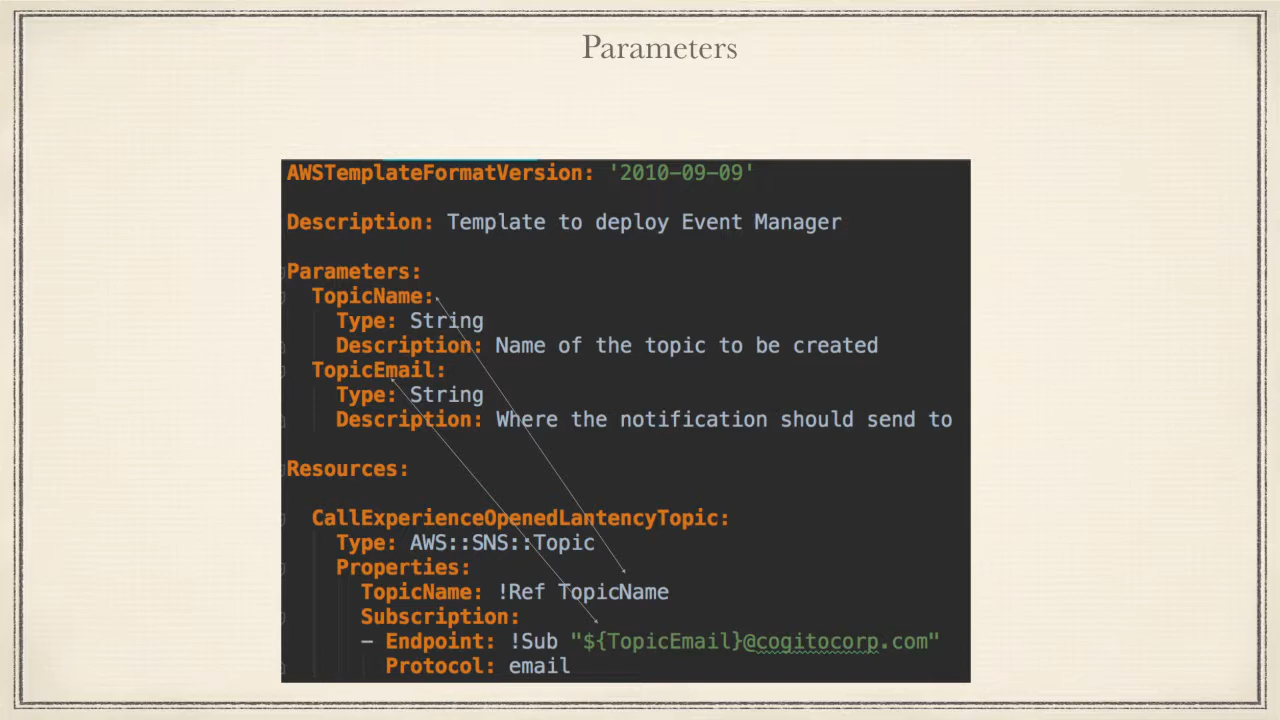 Parameters
AWSTemplateFormatVersion: '2010-09-09'
Description: Template to deploy Event Manager
Parameters:
TopicName:
Type: String
Description: Name of the topic to be created
TopicEmail:
Type: String
Description: Where the notification should send to
Resources:
CallExperienceOpenedLantencyTopic:
Type: AWS::SNS::Topic
Properties:
TopicName: !Ref TopicName
Subscription:
- Endpoint: !Sub "${TopicEmail}@cogitocorp.com"
Protocol: email